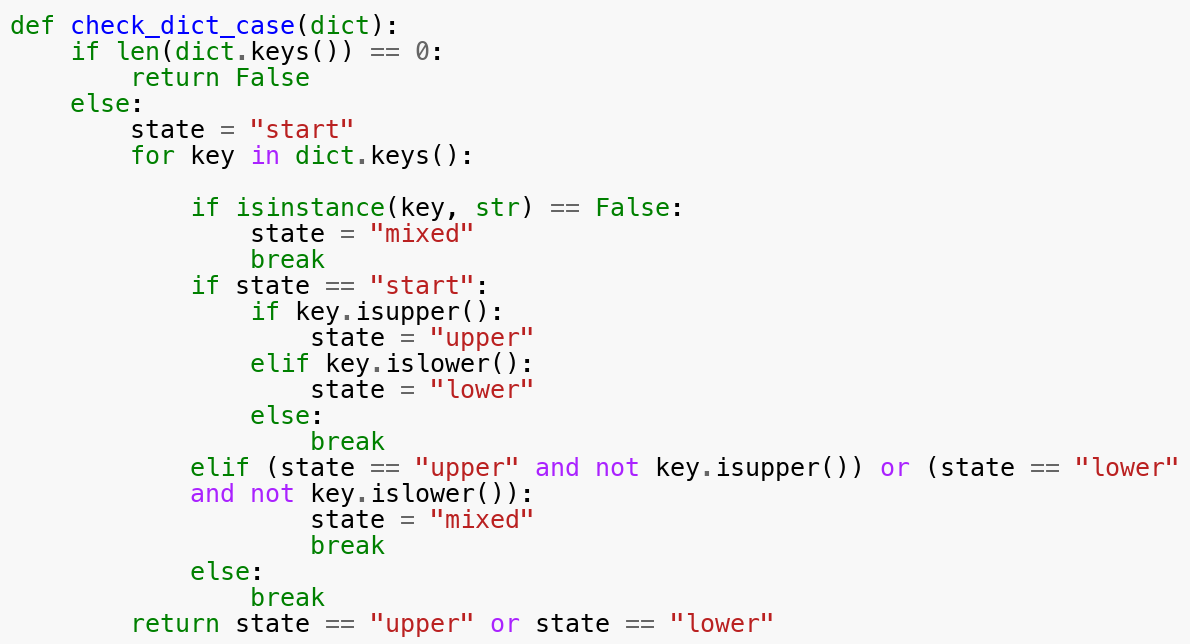 def check_dict_case(dict):
    if len(dict.keys()) == 0:
        return False
    else:
        state = "start"
        for key in dict.keys():

            if isinstance(key, str) == False:
                state = "mixed"
                break
            if state == "start":
                if key.isupper():
                    state = "upper"
                elif key.islower():
                    state = "lower"
                else:
                    break
            elif (state == "upper" and not key.isupper()) or (state == "lower"
            and not key.islower()):
                    state = "mixed"
                    break
            else:
                break
        return state == "upper" or state == "lower"